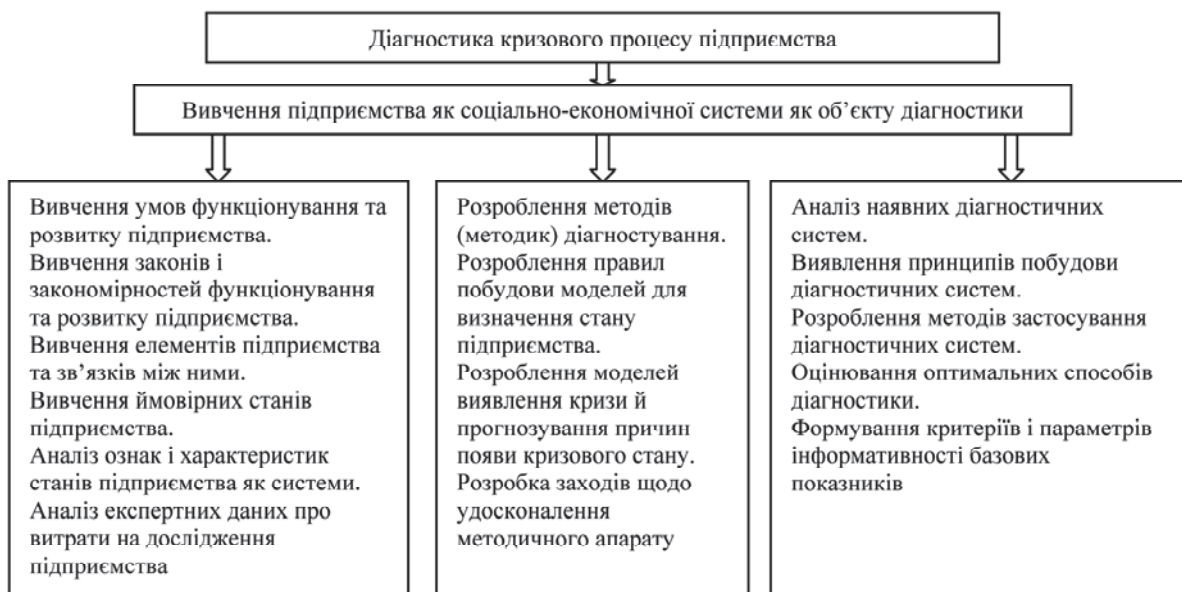 Діагностика кризового процесу підприємства
Вивчення підприємства як соціально-економічної системи як об’єкту діагностики
Вивчення умов функціонування та
розвитку підприємства.
Вивчення законів і
закономірностей функціонування
та розвитку підприємства.
Вивчення елементів підприємства
та зв’язків між ними.
Вивчення ймовірних станів
підприємства.
Аналіз ознак і характеристик
станів підприємства як системи.
Аналіз експертних даних про
витрати на дослідження
підприємства
Розроблення методів
(методик) діагностування.
Розроблення правил
побудови моделей для
визначення стану
підприємства.
Розроблення моделей
виявлення кризи й
прогнозування причин
появи кризового стану.
Розробка заходів щодо
удосконалення
методичного апарату
Аналіз наявних діагностичних
систем.
Виявлення принципів побудови
діагностичних систем.
Розроблення методів застосування
діагностичних систем.
Оцінювання оптимальних способів
діагностики.
Формування критеріїв і параметрів
інформативності базових
показників